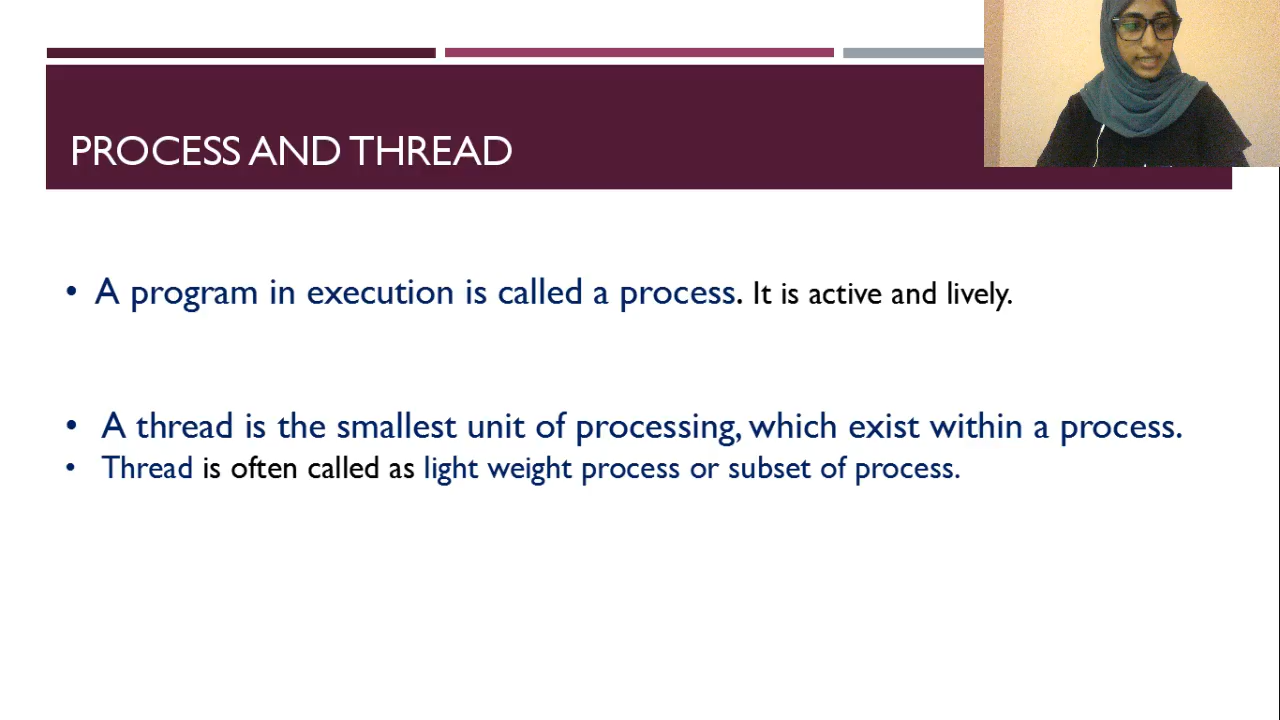 PROCESS AND THREAD
• A program in execution is called a process. It is active and lively.
• A thread is the smallest unit of processing, which exist within a process.
• Thread is often called as light weight process or subset of process.